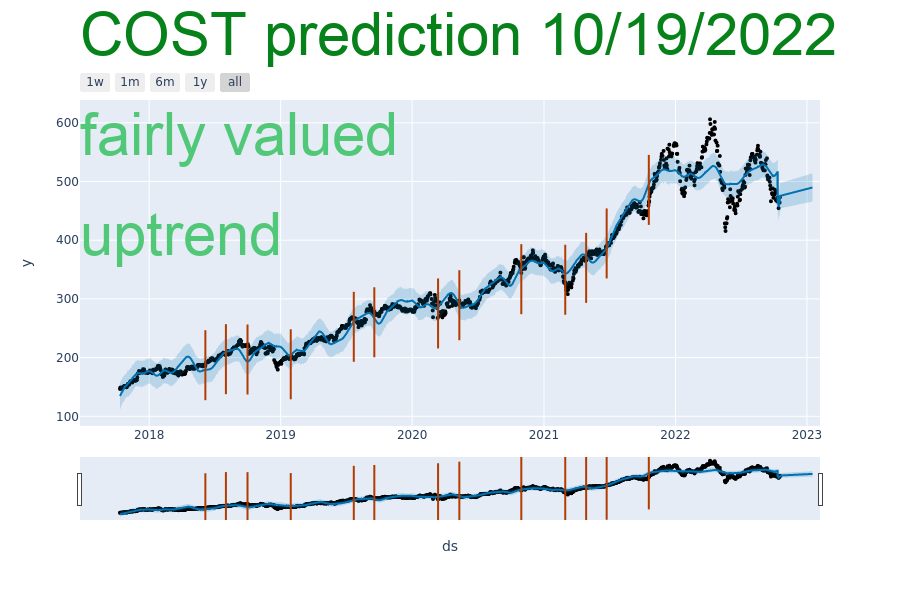 COST prediction 10/19/2022
1w 1m 6m 1y all
fairly valued
uptrend
600
500
400
300
200
100
y
2018 2019 2020 2021 2022 2023
ds